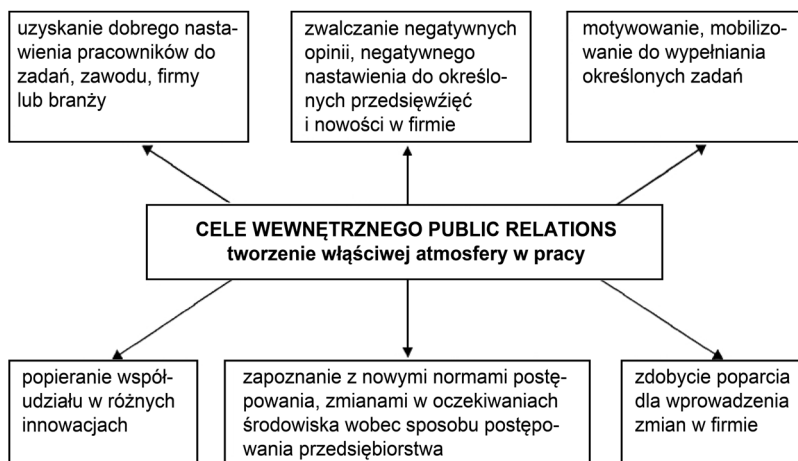 uzyskanie dobrego nasta-
wienia pracowników do
zadań, zawodu, firmy
lub branży
zwalczanie negatywnych
opinii, negatywnego
nastawienia do określo-
nych przedsięwźięć
i nowości w firmie
motywowanie, mobilizo-
wanie do wypełniania
określonych zadań
CELE WEWNĘTRZNEGO PUBLIC RELATIONS
tworzenie włąściwej atmosfery w pracy
popieranie współ-
udziału w różnych
innowacjach
zapoznanie z nowymi normami postę-
powania, zmianami w oczekiwaniach
środowiska wobec sposobu postępo-
wania przedsiębiorstwa
zdobycie poparcia
dla wprowadzenia
zmian w firmie